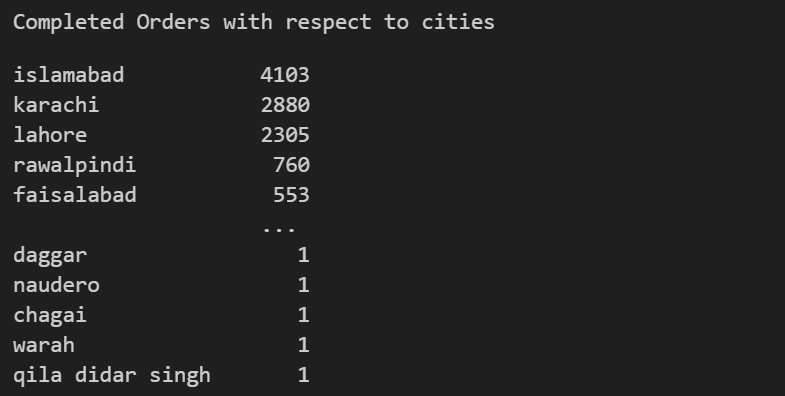 Completed Orders with respect to cities
islamabad 4103
karachi 2880
lahore 2305
rawalpindi 760
faisalabad 553
...
daggar 1
naudero 1
chagai 1
warah 1
qila didar singh 1